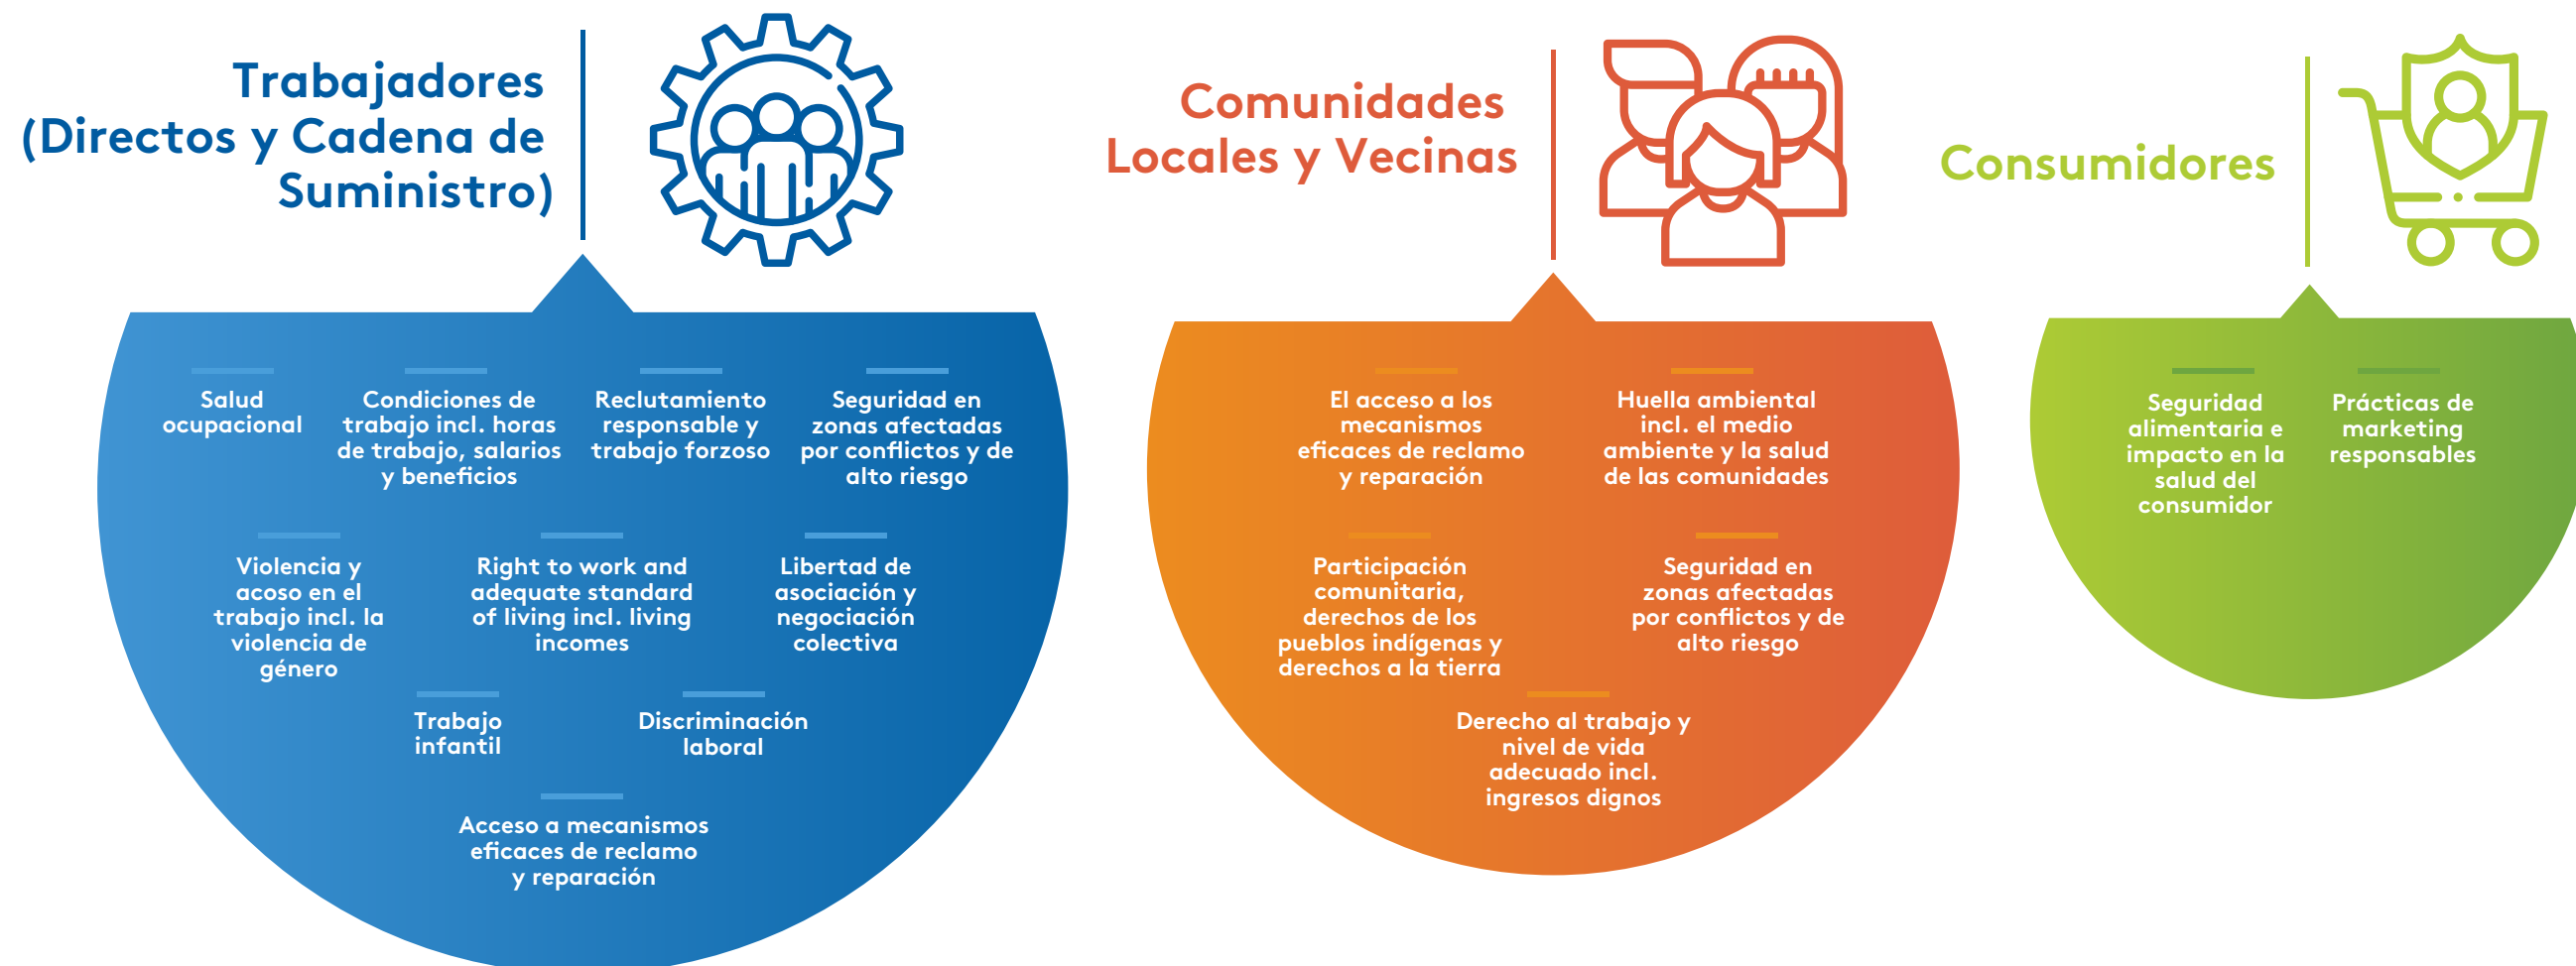 Trabajadores
(Directos y Cadena de
Suministro)
Salud
ocupacional
Condiciones de
trabajo incl. horas
de trabajo, salarios
y beneficios
Reclutamiento
responsable y
trabajo forzoso
Seguridad en
zonas afectadas
por conflictos y de
alto riesgo
Violencia y
acoso en el
trabajo incl. la
violencia de
género
Right to work and
adequate standard
of living incl. living
incomes
Libertad de
asociación y
negociación
colectiva
Trabajo
infantil
Discriminación
laboral
Acceso a mecanismos
eficaces de reclamo
y reparación
Comunidades
Locales y Vecinas
El acceso a los
mecanismos
eficaces de reclamo
y reparación
Huella ambiental
incl. el medio
ambiente y la salud
de las comunidades
Participación
comunitaria,
derechos de los
pueblos indígenas y
derechos a la tierra
Seguridad en
zonas afectadas
por conflictos y de
alto riesgo
Derecho al trabajo y
nivel de vida
adecuado incl.
ingresos dignos
Consumidores
Seguridad
alimentaria e
impacto en la
salud del
consumidor
Prácticas de
marketing
responsables